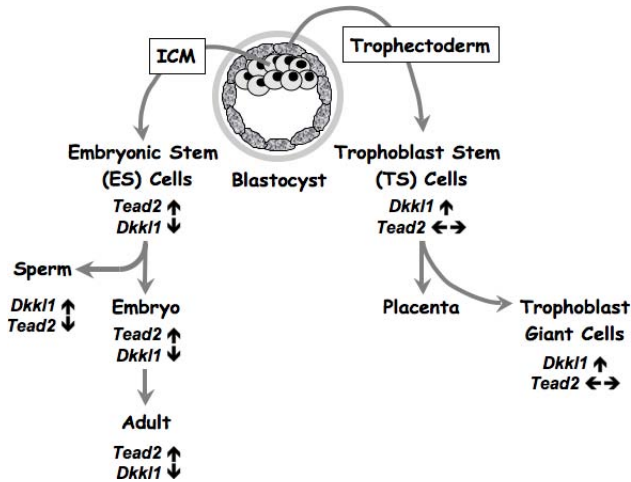 ICM
Trophectoderm
Blastocyst
Embryonic Stem
(ES) Cells
Tead2 ↑
Dkkl1 ↓
Trophoblast Stem
(TS) Cells
Dkkl1 ↑
Tead2 ←→
Sperm
Dkkl1 ↑
Tead2 ↓
Embryo
Tead2 ↑
Dkkl1 ↓
Adult
Tead2 ↑
Dkkl1 ↓
Placenta
Trophoblast
Giant Cells
Dkkl1 ↑
Tead2 ←→